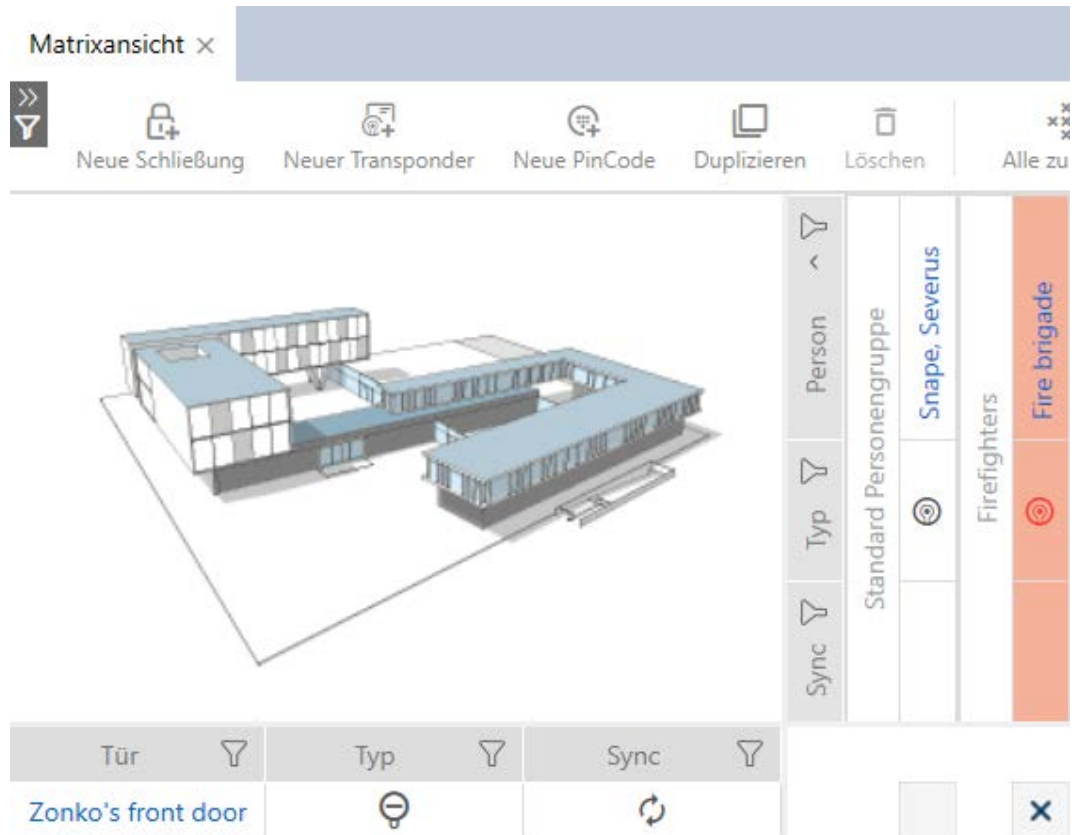 Matrixansicht
Neue Schließung
Neuer Transponder
Neue PinCode
Duplizieren
Löschen
Alle zu
Person
Typ
Sync
Standard Personengruppe
Snape, Severus
Firefighters
Fire brigade
Tür
Typ
Sync
Zonko's front door